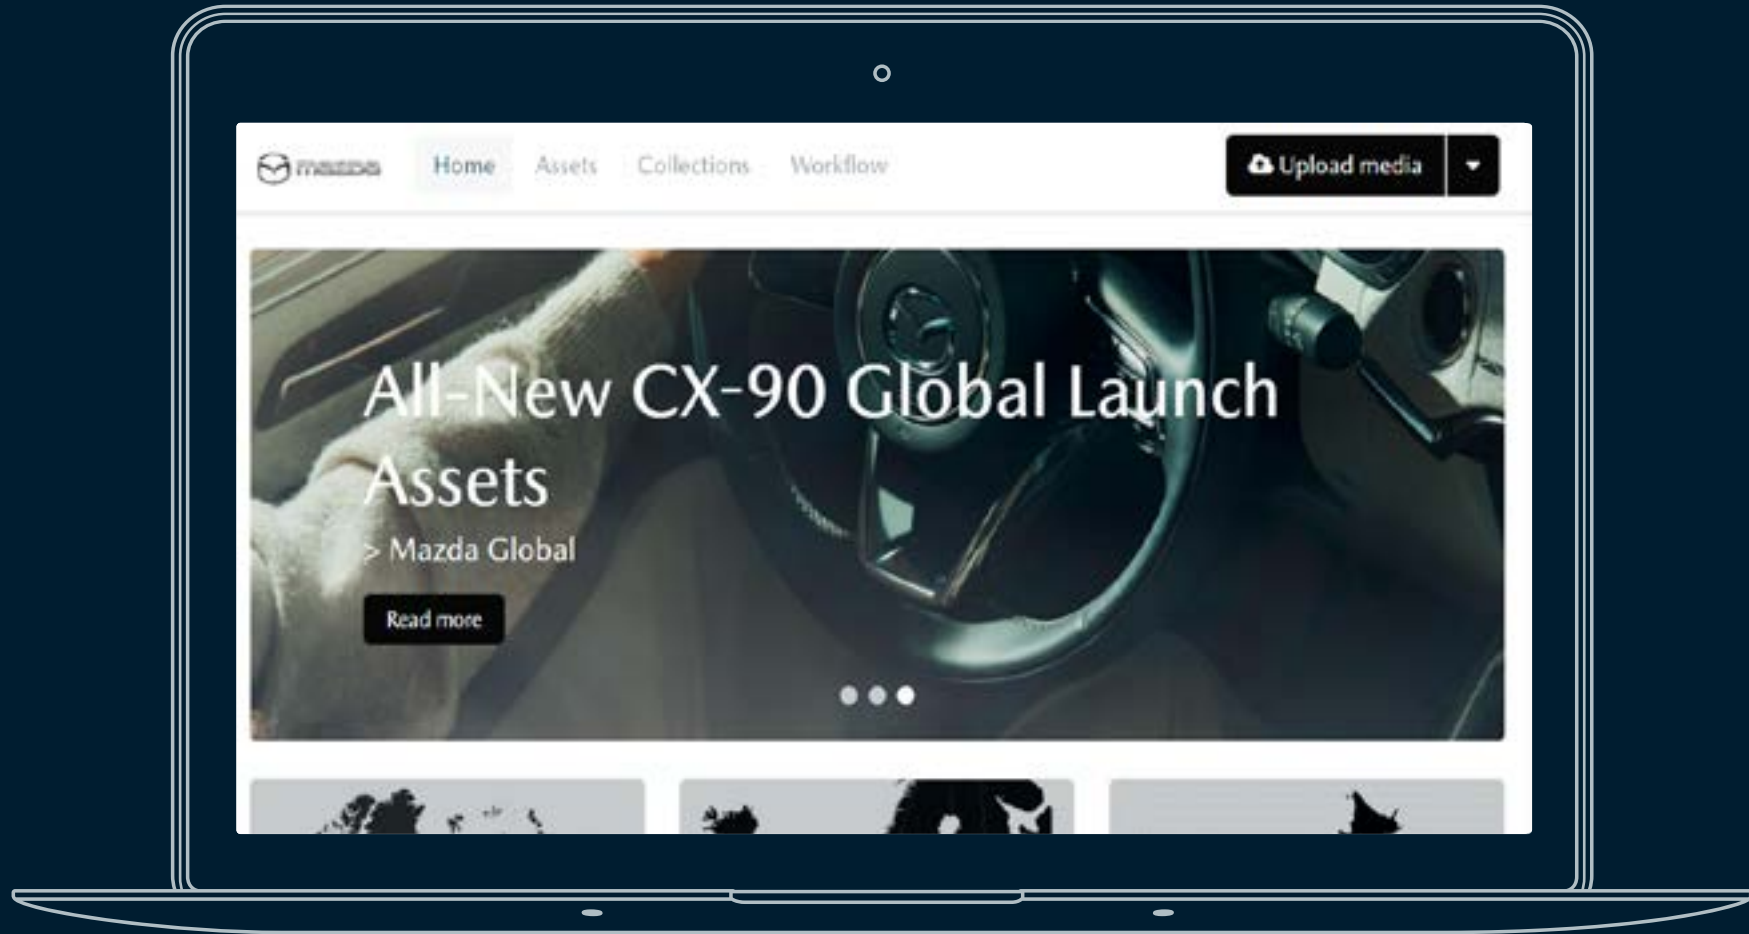 mazda
Home
Assets
Collections
Workflow
Upload media
All-New CX-90 Global Launch
Assets
> Mazda Global
Read more